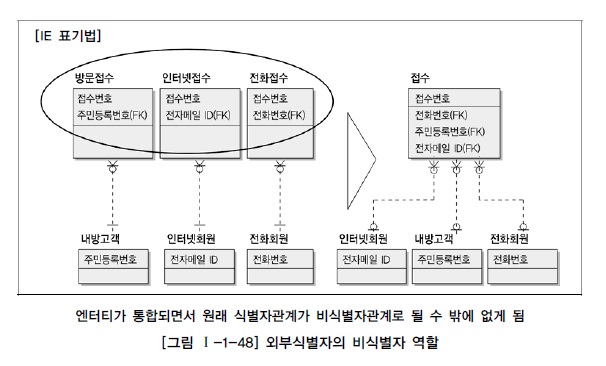 [IE 표기법]
방문접수 인터넷접수 전화접수 접수
접수번호 접수번호 접수번호 접수번호
주민등록번호(FK) 전자메일 ID(FK) 전화번호(FK) 전화번호(FK)
주민등록번호(FK)
전자메일 ID(FK)
내방고객 인터넷회원 전화회원 인터넷회원 내방고객 전화회원
주민등록번호 전자메일 ID 전화번호 전자메일 ID 주민등록번호 전화번호
엔터티가 통합되면서 원래 식별자관계가 비식별자관계로 될 수 밖에 없게 됨
[그림 Ⅰ-1-48] 외부식별자의 비식별자 역할